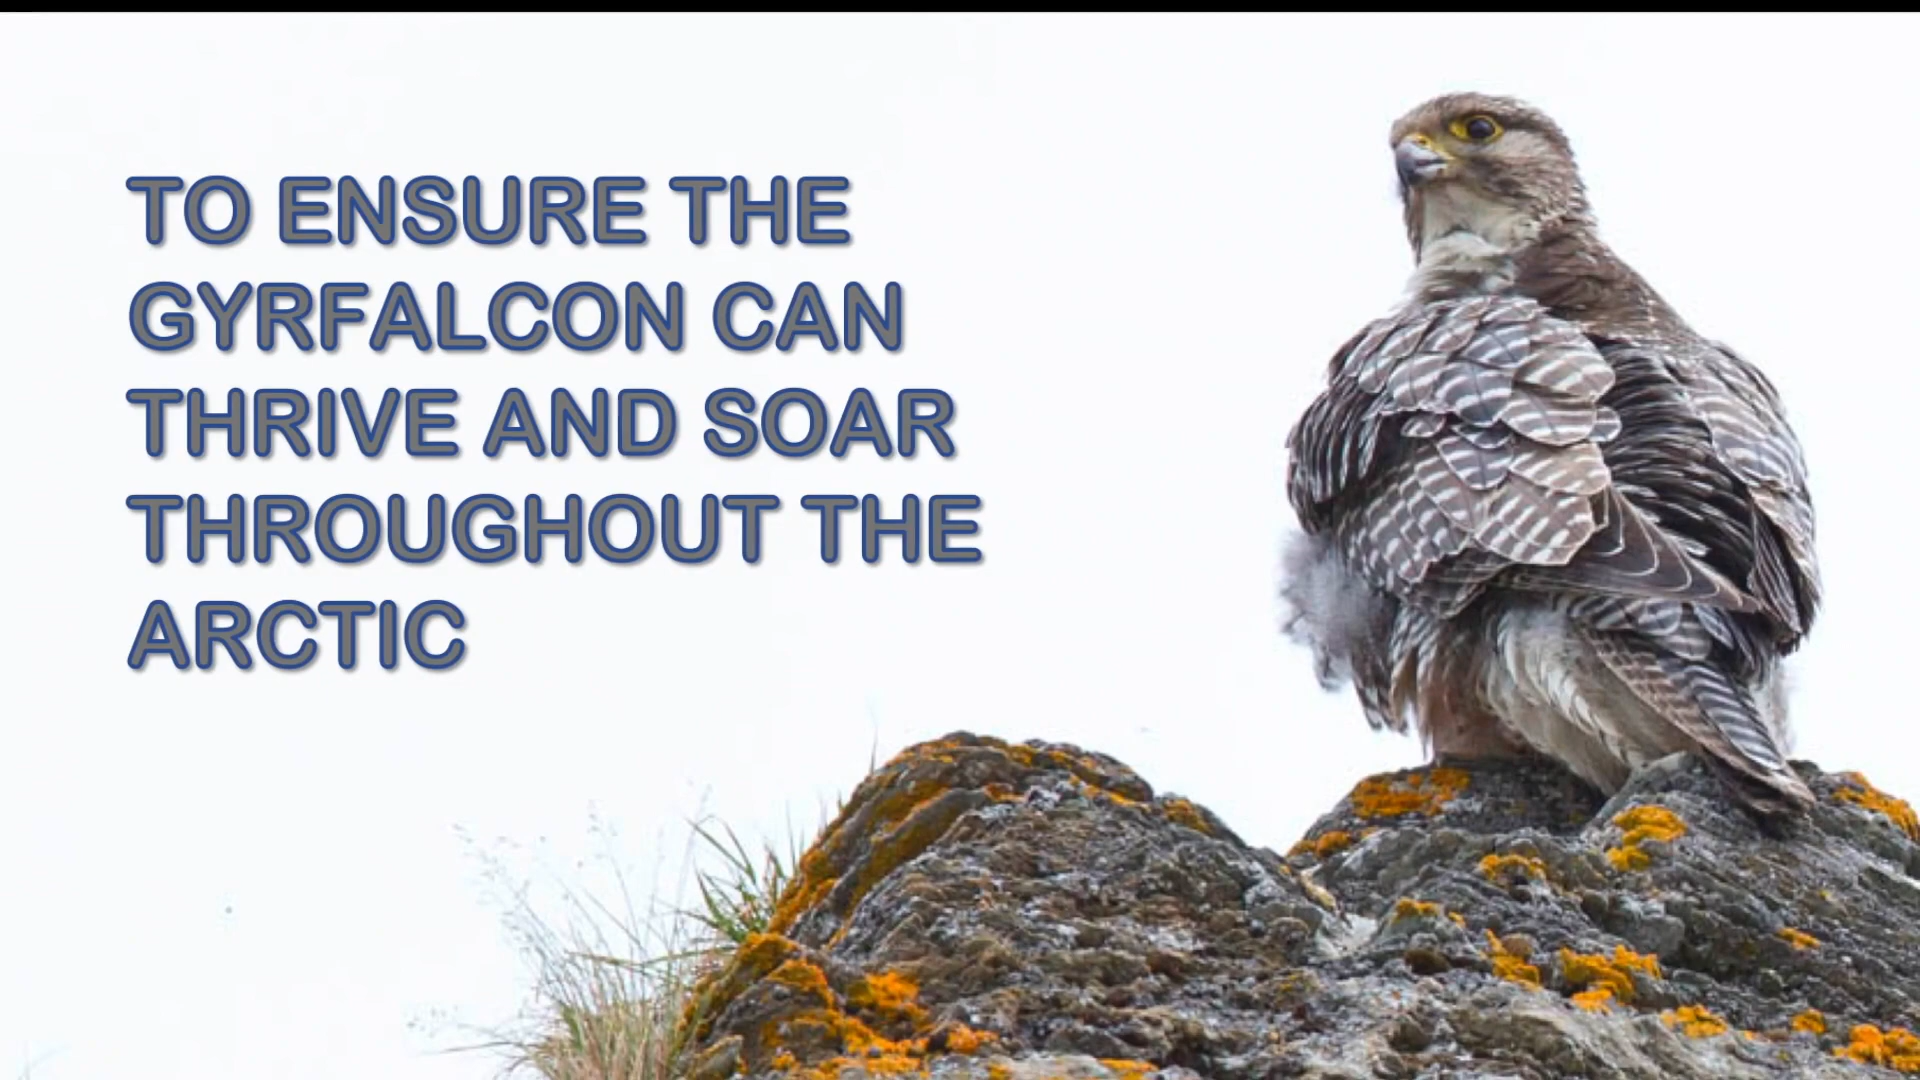 TO ENSURE THE
GYRFALCON CAN
THRIVE AND SOAR
THROUGHOUT THE
ARCTIC